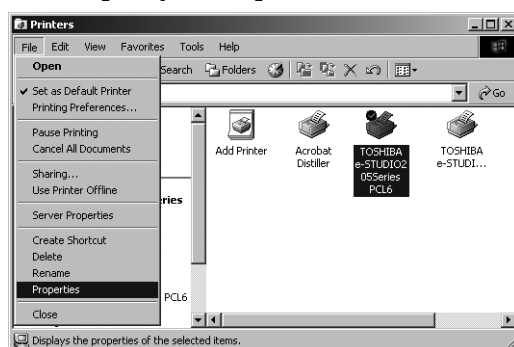 Printers
File Edit View Favorites Tools Help
Open
Set as Default Printer
Printing Preferences...
Pause Printing
Cancel All Documents
Sharing...
Use Printer Offline
Server Properties
Create Shortcut
Delete
Rename
Properties
Close
Search Folders
Go
Add Printer
Acrobat
Distiller
TOSHIBA
e-STUDIO2
05Series
PCL6
TOSHIBA
e-STUDI...
eries
PCL6
Displays the properties of the selected items.